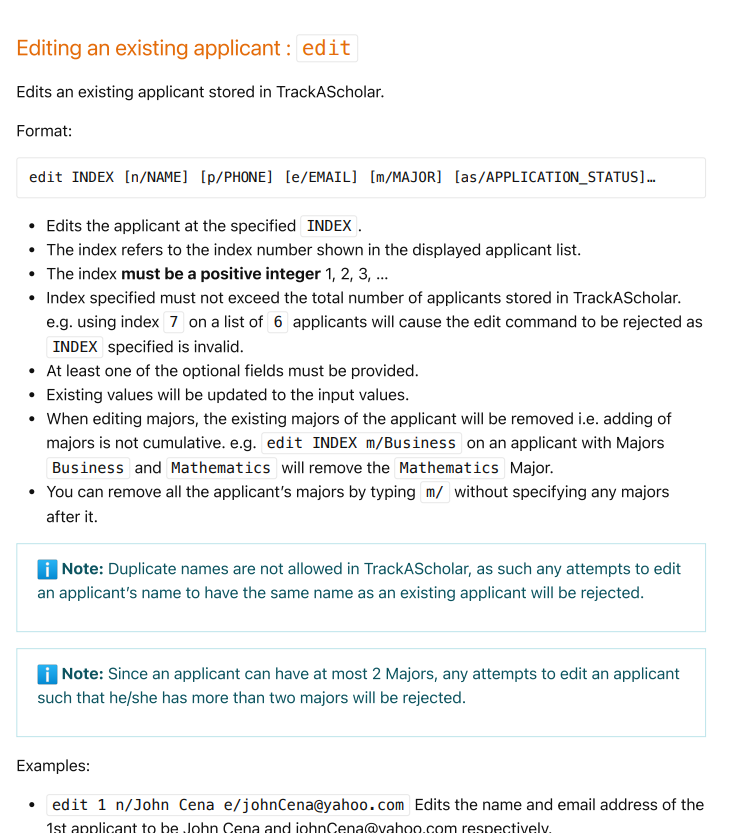 Editing an existing applicant : edit
Edits an existing applicant stored in TrackAScholar.
Format:
edit INDEX [n/NAME] [p/PHONE] [e/EMAIL] [m/MAJOR] [as/APPLICATION_STATUS]…
• Edits the applicant at the specified INDEX.
• The index refers to the index number shown in the displayed applicant list.
• The index must be a positive integer 1, 2, 3, …
• Index specified must not exceed the total number of applicants stored in TrackAScholar.
e.g. using index 7 on a list of 6 applicants will cause the edit command to be rejected as
INDEX specified is invalid.
• At least one of the optional fields must be provided.
• Existing values will be updated to the input values.
• When editing majors, the existing majors of the applicant will be removed i.e. adding of
majors is not cumulative. e.g. edit INDEX m/Business on an applicant with Majors
Business and Mathematics will remove the Mathematics Major.
• You can remove all the applicant’s majors by typing m/ without specifying any majors
after it.
ℹ️ Note: Duplicate names are not allowed in TrackAScholar, as such any attempts to edit
an applicant’s name to have the same name as an existing applicant will be rejected.
ℹ️ Note: Since an applicant can have at most 2 Majors, any attempts to edit an applicant
such that he/she has more than two majors will be rejected.
Examples:
• edit 1 n/John Cena e/johnCena@yahoo.com Edits the name and email address of the
1st applicant to be John Cena and johnCena@yahoo.com respectively.